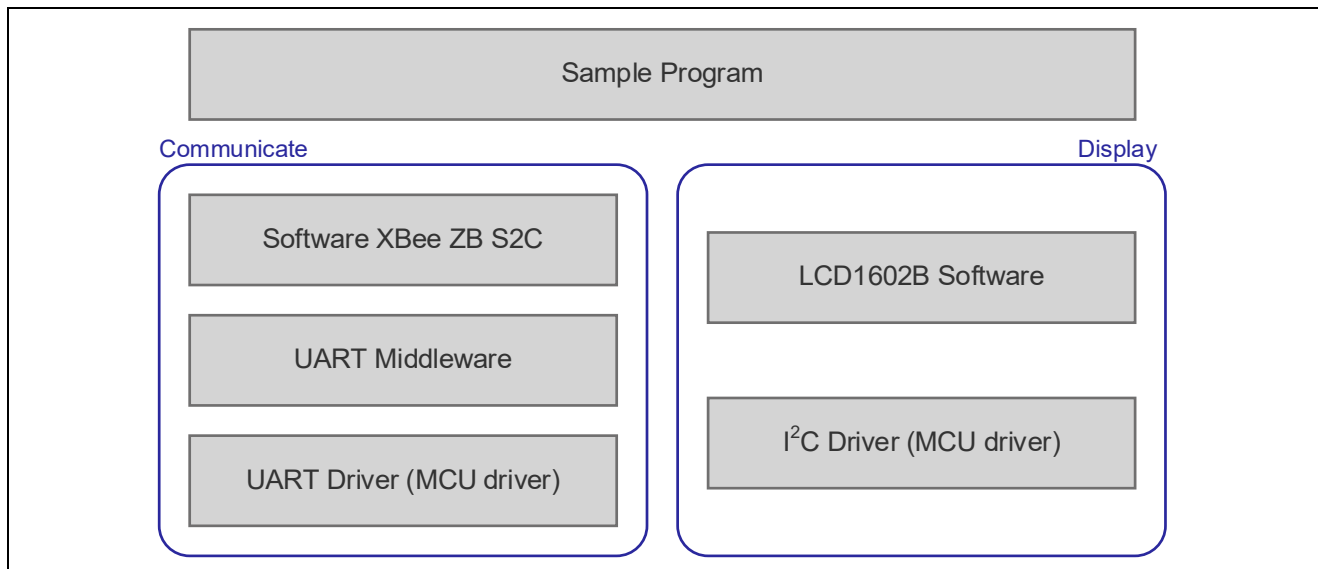 Sample Program
Communicate
Display
Software XBee ZB S2C
UART Middleware
UART Driver (MCU driver)
LCD1602B Software
I²C Driver (MCU driver)